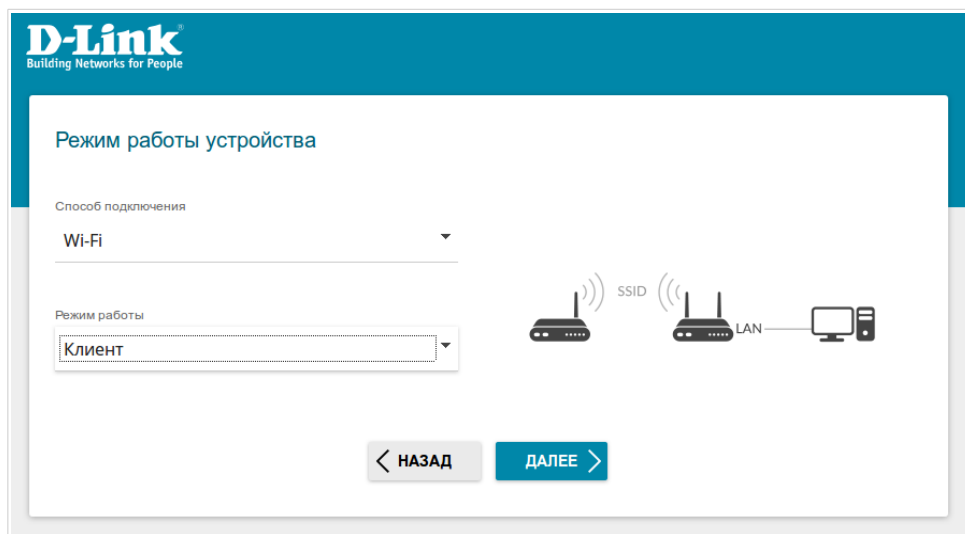 D-Link®
Building Networks for People
Режим работы устройства
Способ подключения
Wi-Fi
Режим работы
Клиент
SSID
LAN
НАЗАД
ДАЛЕЕ